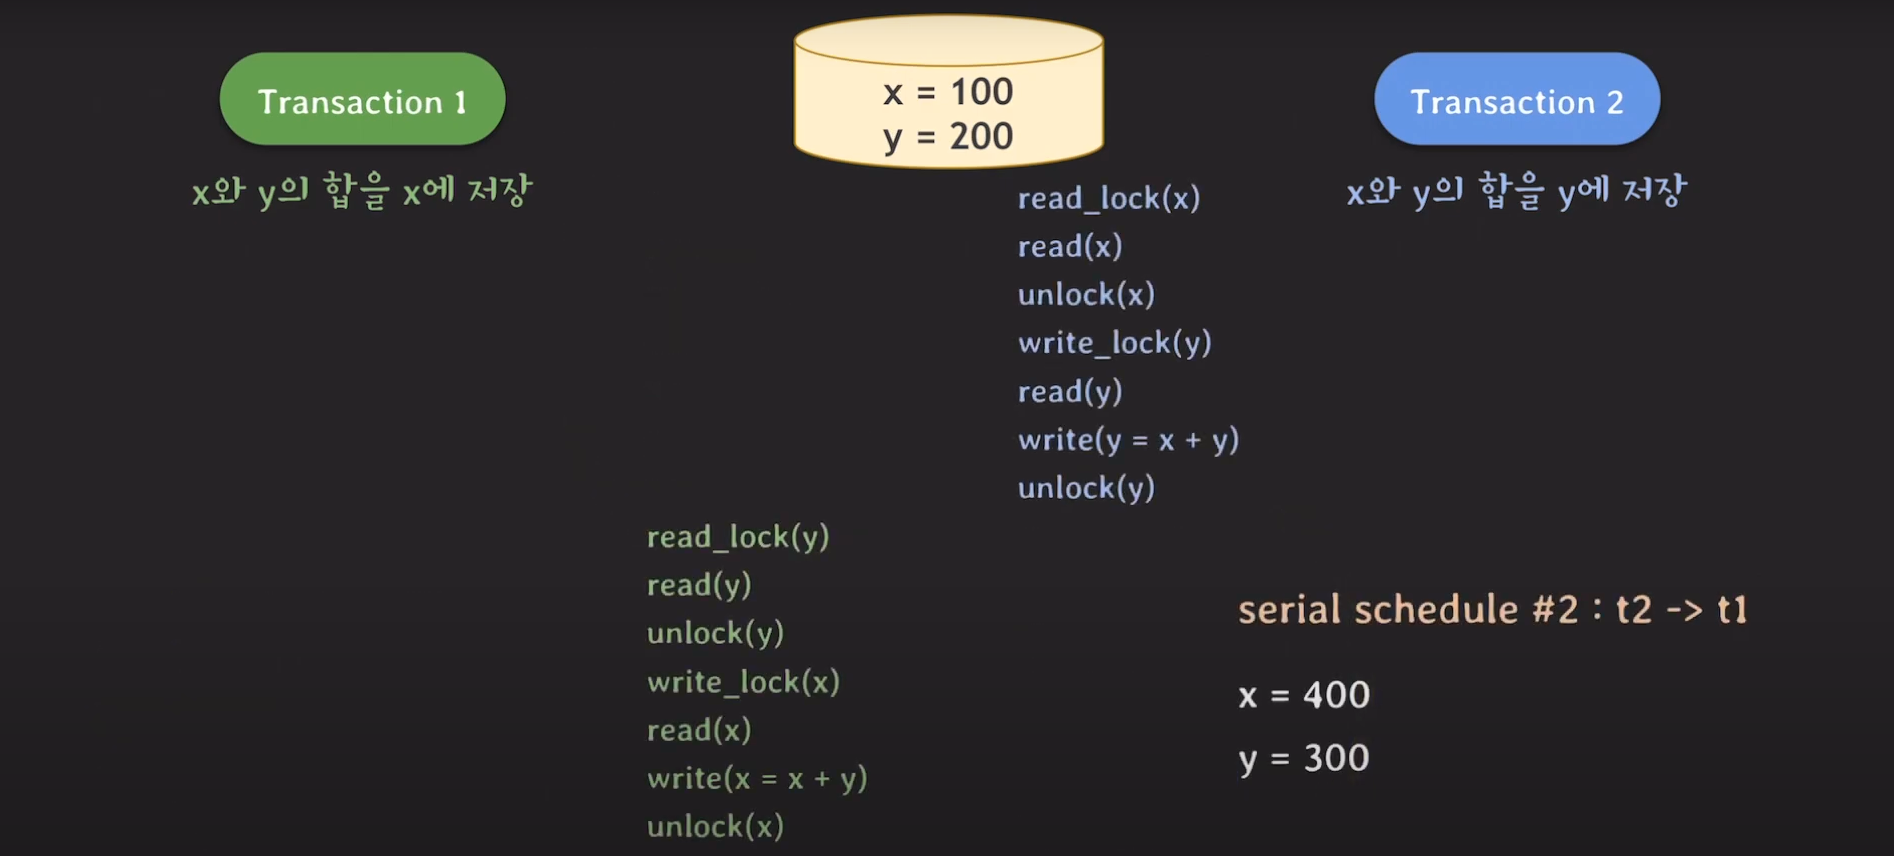 Transaction 1
x와 y의 합을 x에 저장
x = 100
y = 200
Transaction 2
x와 y의 합을 y에 저장
read_lock(x)
read(x)
unlock(x)
write_lock(y)
read(y)
write(y = x + y)
unlock(y)
read_lock(y)
read(y)
unlock(y)
write_lock(x)
read(x)
write(x = x + y)
unlock(x)
serial schedule #2 : t2 -> t1
x = 400
y = 300